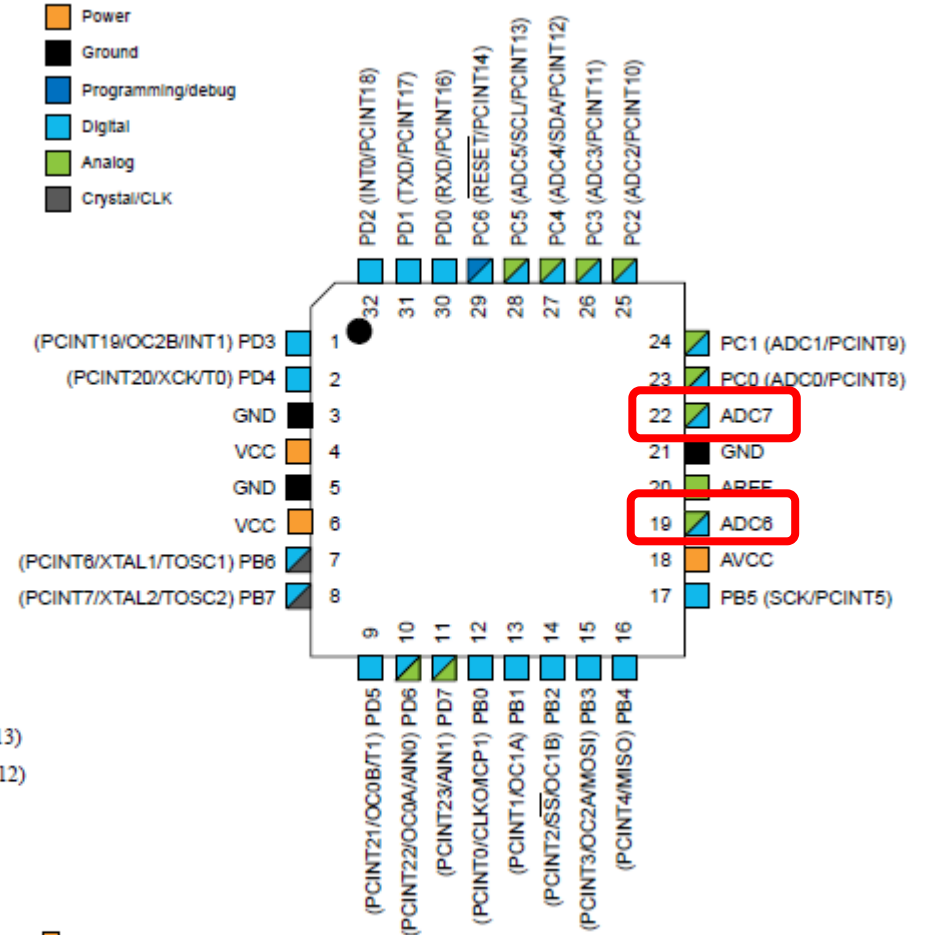 Power
Ground
Programming/debug
Digital
Analog
Crystal/CLK
PD2 (INT0/PCINT18)
PD1 (TXD/PCINT17)
PD0 (RXD/PCINT16)
PC6 (RESET/PCINT14)
PC5 (ADC5/SCL/PCINT13)
PC4 (ADC4/SDA/PCINT12)
PC3 (ADC3/PCINT11)
PC2 (ADC2/PCINT10)
32 31 30 29 28 27 26 25
(PCINT19/OC2B/INT1) PD3 1
(PCINT20/XCK/T0) PD4 2
GND 3
VCC 4
GND 5
VCC 6
(PCINT6/XTAL1/TOSC1) PB6 7
(PCINT7/XTAL2/TOSC2) PB7 8
24 PC1 (ADC1/PCINT9)
23 PC0 (ADC0/PCINT8)
22 ADC7
21 GND
20 AREF
19 ADC6
18 AVCC
17 PB5 (SCK/PCINT5)
9 10 11 12 13 14 15 16
(PCINT21/OC0B/T1) PD5
(PCINT22/OC0A/AIN0) PD6
(PCINT23/AIN1) PD7
(PCINT0/CLKO/ICP1) PB0
(PCINT1/OC1A) PB1
(PCINT2/SS/OC1B) PB2
(PCINT3/OC2A/MOSI) PB3
(PCINT4/MISO) PB4
13)
12)